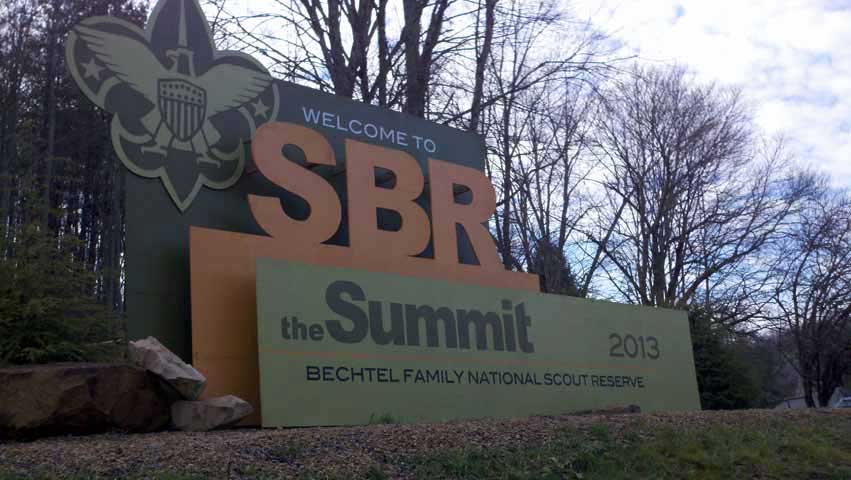 WELCOME TO
SBR
the Summit 2013
BECHTEL FAMILY NATIONAL SCOUT RESERVE